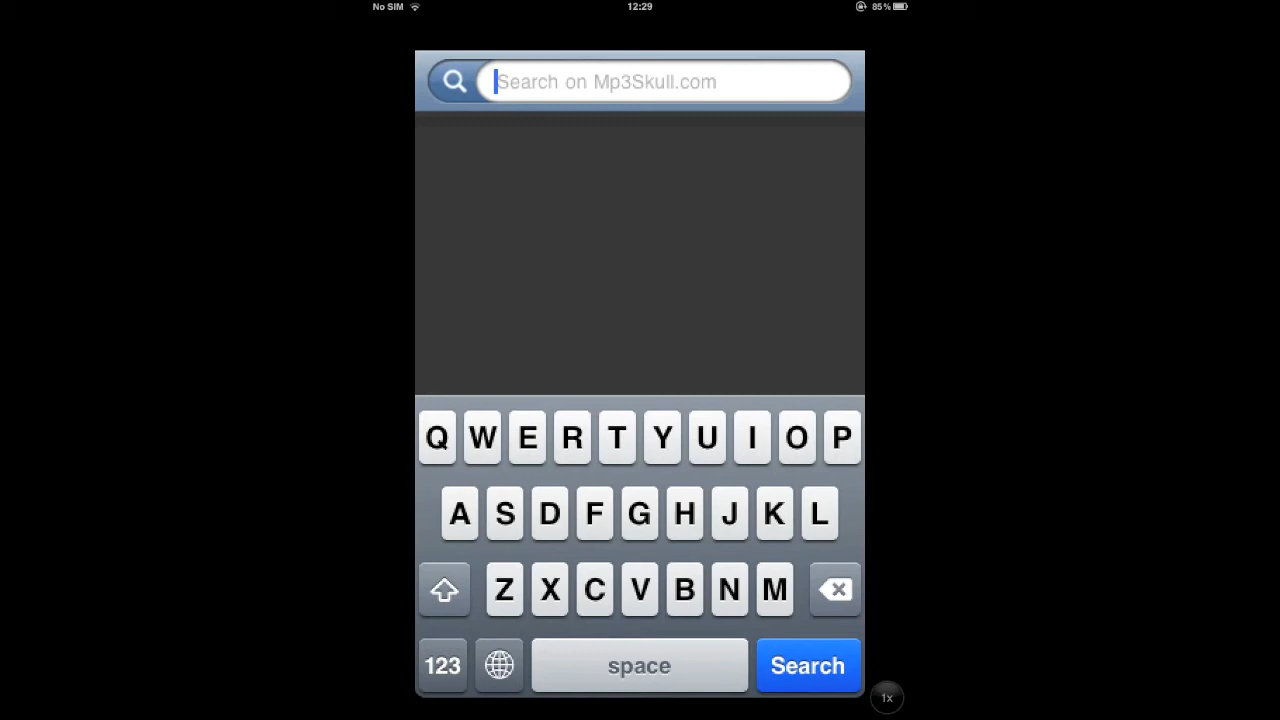 No SIM 12:29 85%
Search on Mp3Skull.com
Q W E R T Y U I O P
A S D F G H J K L
Z X C V B N M
123 space Search
1x